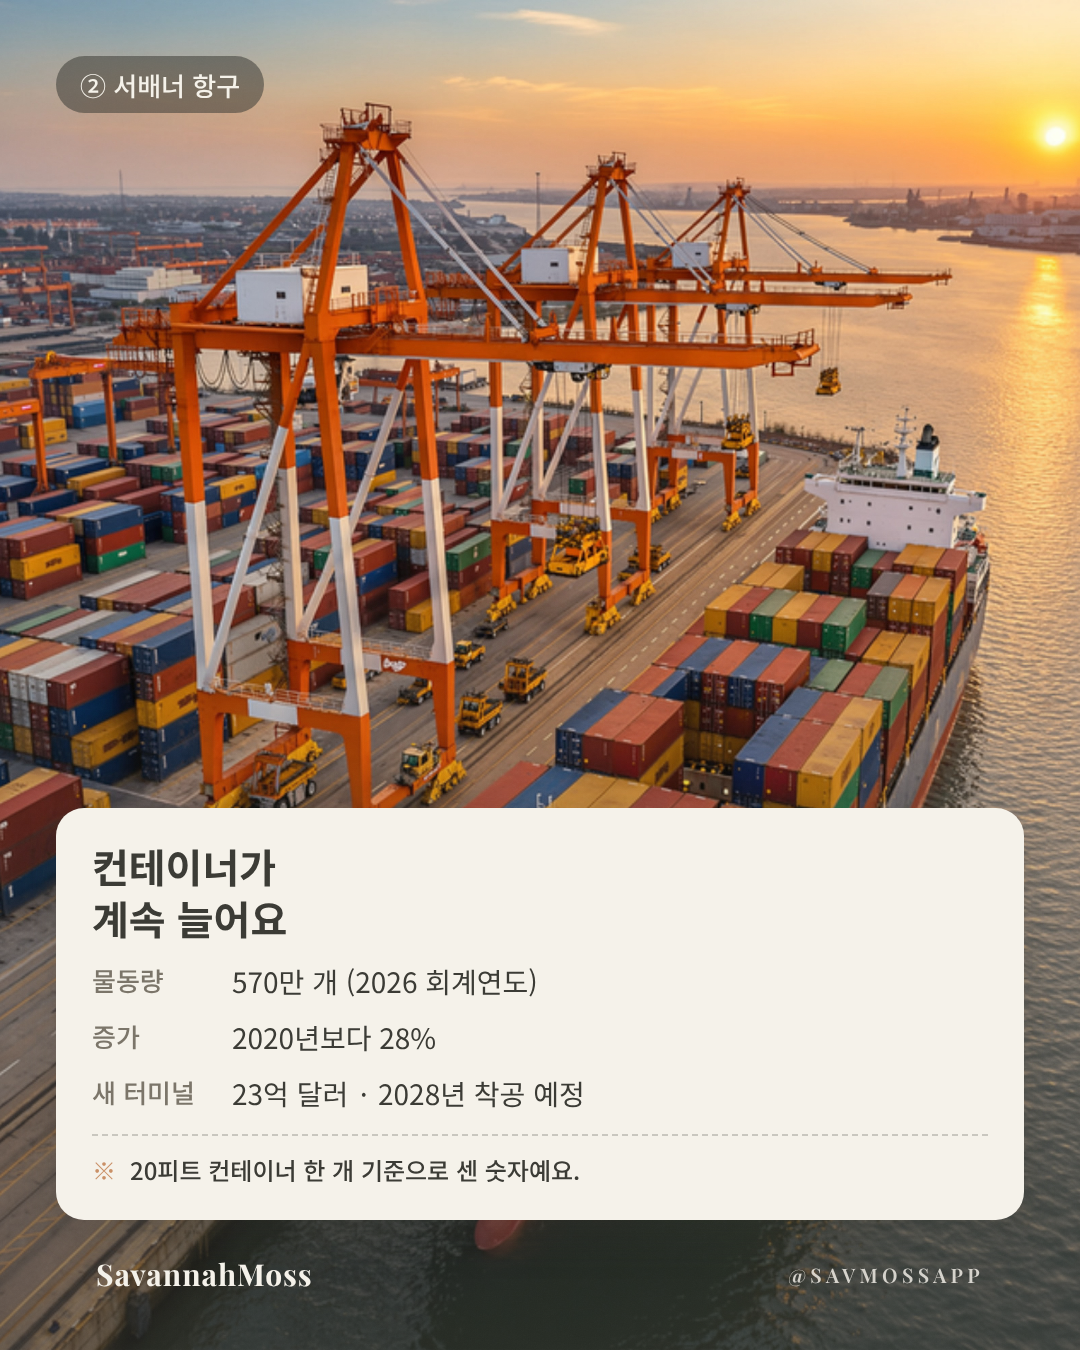 ② 서배너 항구
컨테이너가
계속 늘어요
물동량 570만 개 (2026 회계연도)
증가 2020년보다 28%
새 터미널 23억 달러 · 2028년 착공 예정
※ 20피트 컨테이너 한 개 기준으로 센 숫자예요.
SavannahMoss
@SAVMOSSAPP